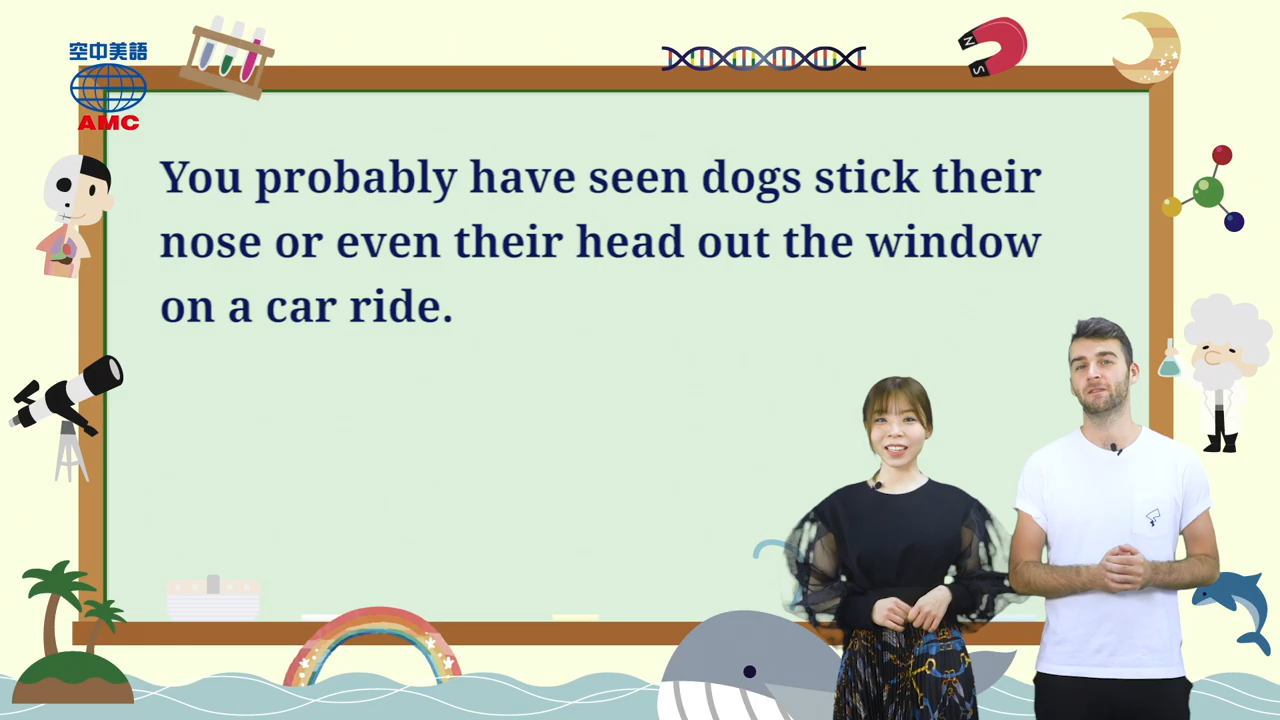 空中美語
AMC
N
S
You probably have seen dogs stick their
nose or even their head out the window
on a car ride.